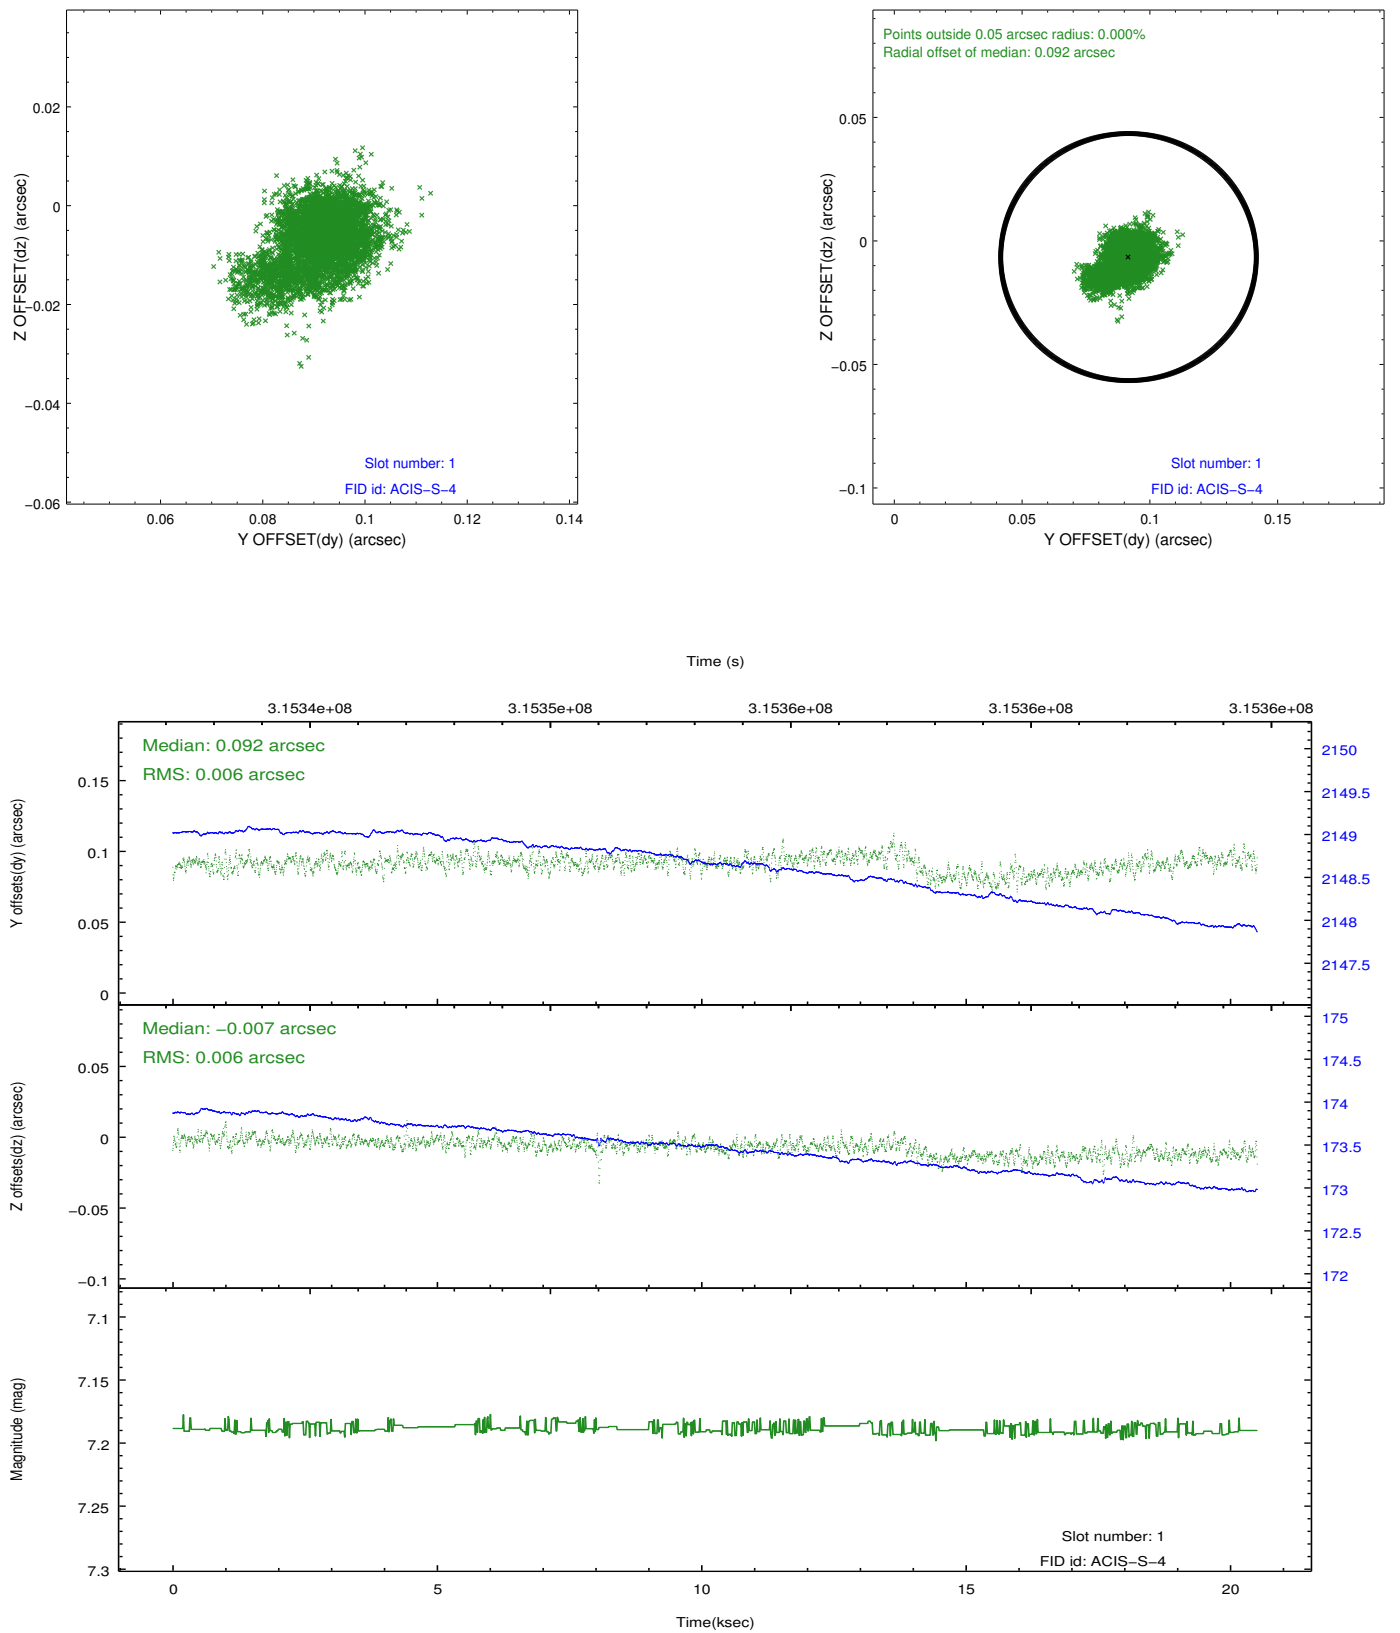 0.02
0
−0.02
−0.04
−0.06
Z OFFSET(dz) (arcsec)
Slot number: 1
FID id: ACIS−S−4
0.06 0.08 0.1 0.12 0.14
Y OFFSET(dy) (arcsec)
Points outside 0.05 arcsec radius: 0.000%
Radial offset of median: 0.092 arcsec
0.05
0
−0.05
−0.1
Z OFFSET(dz) (arcsec)
Slot number: 1
FID id: ACIS−S−4
0 0.05 0.1 0.15
Y OFFSET(dy) (arcsec)
Time (s)
3.1534e+08 3.1535e+08 3.1536e+08 3.1536e+08 3.1536e+08
Median: 0.092 arcsec
RMS: 0.006 arcsec
0.15
0.1
0.05
0
Y offsets(dy) (arcsec)
2150
2149.5
2149
2148.5
2148
2147.5
Median: −0.007 arcsec
RMS: 0.006 arcsec
0.05
0
−0.05
−0.1
Z offsets(dz) (arcsec)
175
174.5
174
173.5
173
172.5
172
7.1
7.15
7.2
7.25
7.3
Magnitude (mag)
Slot number: 1
FID id: ACIS−S−4
0 5 10 15 20
Time(ksec)